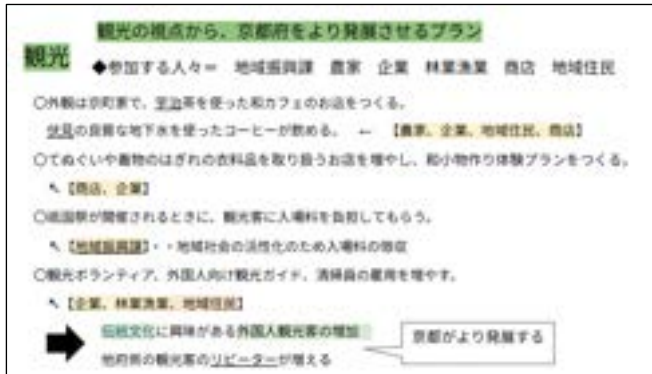 観光の視点から、京都府をより発展させるプラン
観光
◆参加する人々＝ 地域振興課 農家 企業 林業漁業 商店 地域住民
〇外観は京町家で、宇治茶を使った和カフェのお店をつくる。
伏見の良質な地下水を使ったコーヒーが飲める。 ← 【農家、企業、地域住民、商店】
〇てぬぐいや着物のはぎれの衣料品を取り扱うお店を増やし、和小物作り体験プランをつくる。
↖【商店、企業】
〇祇園祭が開催されるときに、観光客に入場料を負担してもらう。
↖【地域振興課】・・地域社会の活性化のため入場料の徴収
〇観光ボランティア、外国人向け観光ガイド、清掃員の雇用を増やす。
↖【企業、林業漁業、地域住民】
伝統文化に興味がある外国人観光客の増加
他府県の観光客のリピーターが増える
京都がより発展する